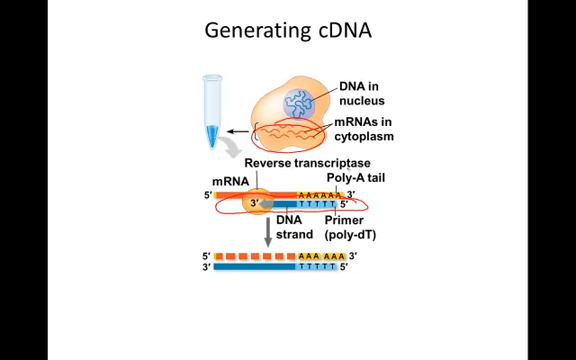 Generating cDNA
DNA in
nucleus
mRNAs in
cytoplasm
Reverse transcriptase
mRNA
Poly-A tail
5′ AAAAAA 3′
3′ TTTTT 5′
DNA
strand
Primer
(poly-dT)
5′ AAA AAA 3′
3′ TTTTT 5′